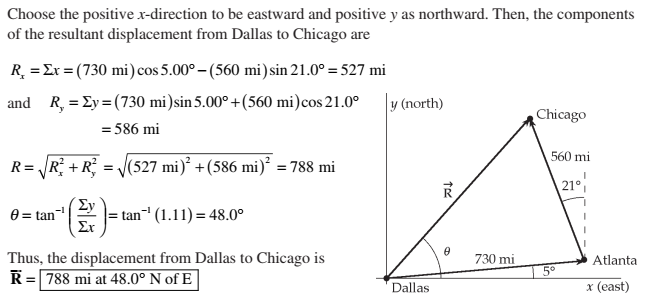 Choose the positive x-direction to be eastward and positive y as northward. Then, the components
of the resultant displacement from Dallas to Chicago are
Rₓ = Σx = (730 mi) cos 5.00° − (560 mi) sin 21.0° = 527 mi
and R_y = Σy = (730 mi) sin 5.00° + (560 mi) cos 21.0°
= 586 mi
R = √(Rₓ² + R_y²) = √((527 mi)² + (586 mi)²) = 788 mi
θ = tan⁻¹ (Σy/Σx) = tan⁻¹ (1.11) = 48.0°
Thus, the displacement from Dallas to Chicago is
R⃗ = 788 mi at 48.0° N of E
y (north)
Chicago
560 mi
21°
R⃗
θ
730 mi
5°
Atlanta
Dallas
x (east)